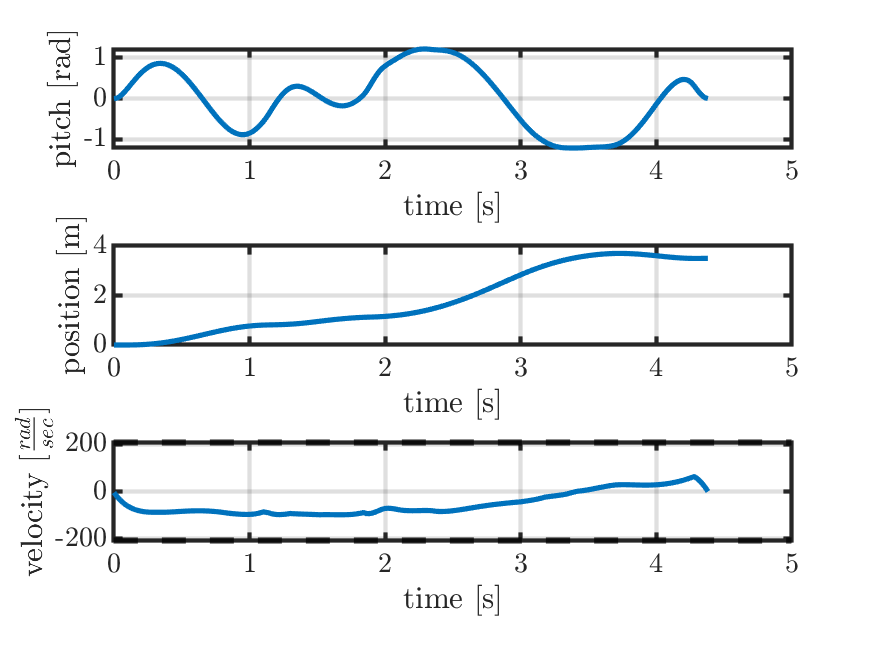 pitch [rad]
1
0
-1
0 1 2 3 4 5
time [s]
position [m]
4
2
0
0 1 2 3 4 5
time [s]
velocity [rad/sec]
200
0
-200
0 1 2 3 4 5
time [s]